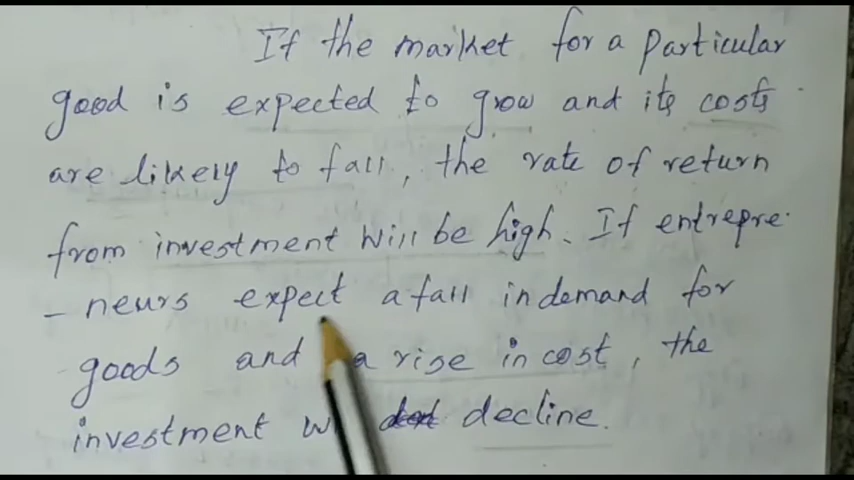 If the market for a particular
good is expected to grow and its costs
are likely to fall, the rate of return
from investment will be high. If entrepre-
- neurs expect a fall in demand for
goods and a rise in cost, the
investment decline.